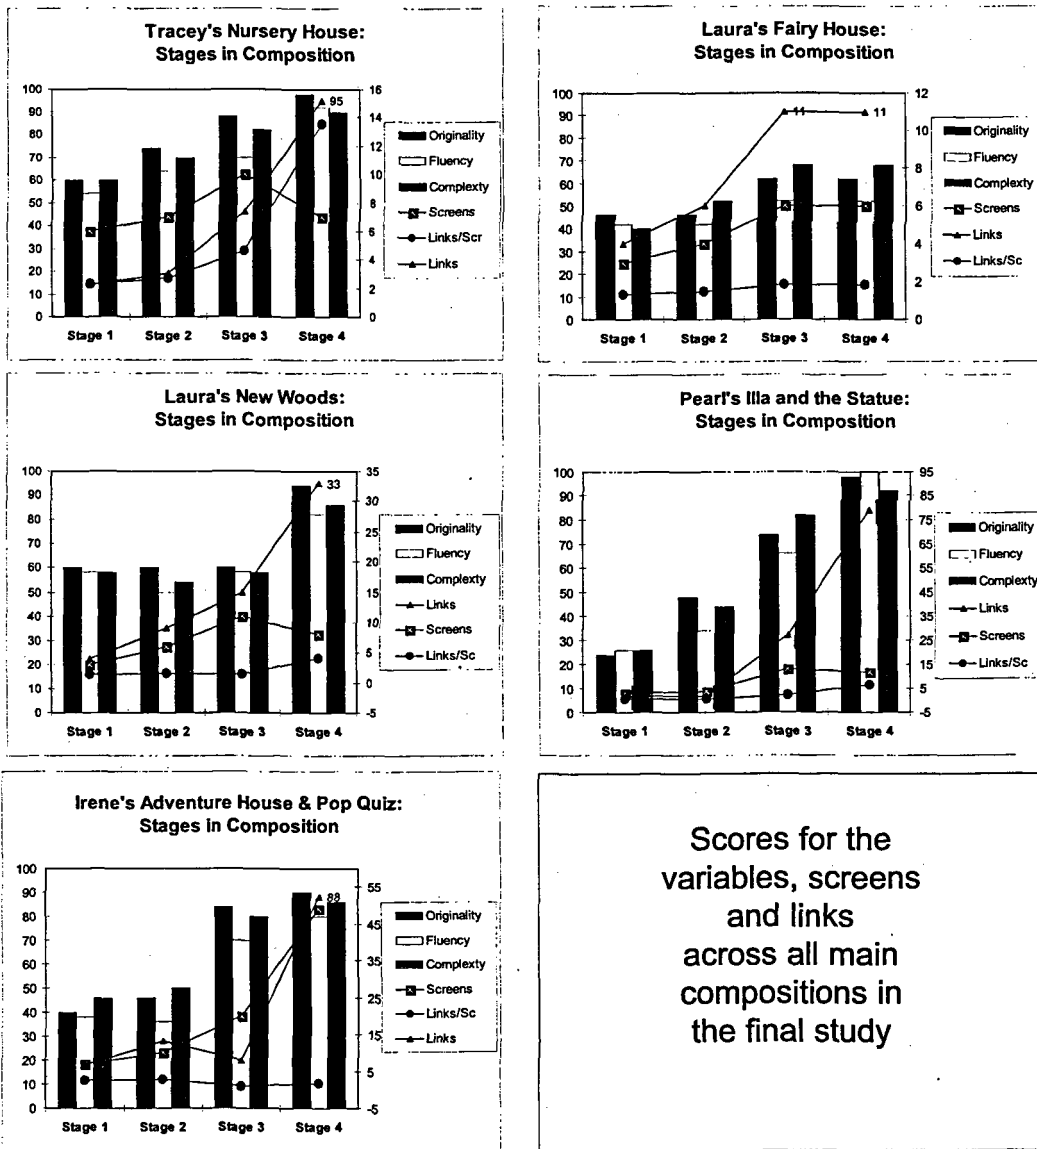 Tracey's Nursery House:
Stages in Composition
100
90
80
70
60
50
40
30
20
10
0
16
14
12
10
8
6
4
2
0
95
Stage 1 Stage 2 Stage 3 Stage 4
Originality
Fluency
Complexty
Screens
Links/Scr
Links
Laura's Fairy House:
Stages in Composition
100
90
80
70
60
50
40
30
20
10
0
12
10
8
6
4
2
0
11 11
Stage 1 Stage 2 Stage 3 Stage 4
Originality
Fluency
Complexty
Screens
Links
Links/Sc
Laura's New Woods:
Stages in Composition
100
90
80
70
60
50
40
30
20
10
0
35
30
25
20
15
10
5
0
-5
33
Stage 1 Stage 2 Stage 3 Stage 4
Originality
Fluency
Complexty
Links
Screens
Links/Sc
Pearl's Illa and the Statue:
Stages in Composition
100
90
80
70
60
50
40
30
20
10
0
95
85
75
65
55
45
35
25
15
5
-5
Stage 1 Stage 2 Stage 3 Stage 4
Originality
Fluency
Complexty
Links
Screens
Links/Sc
Irene's Adventure House & Pop Quiz:
Stages in Composition
100
90
80
70
60
50
40
30
20
10
0
55
45
35
25
15
5
-5
88
Stage 1 Stage 2 Stage 3 Stage 4
Originality
Fluency
Complexty
Screens
Links/Sc
Links
Scores for the
variables, screens
and links
across all main
compositions in
the final study